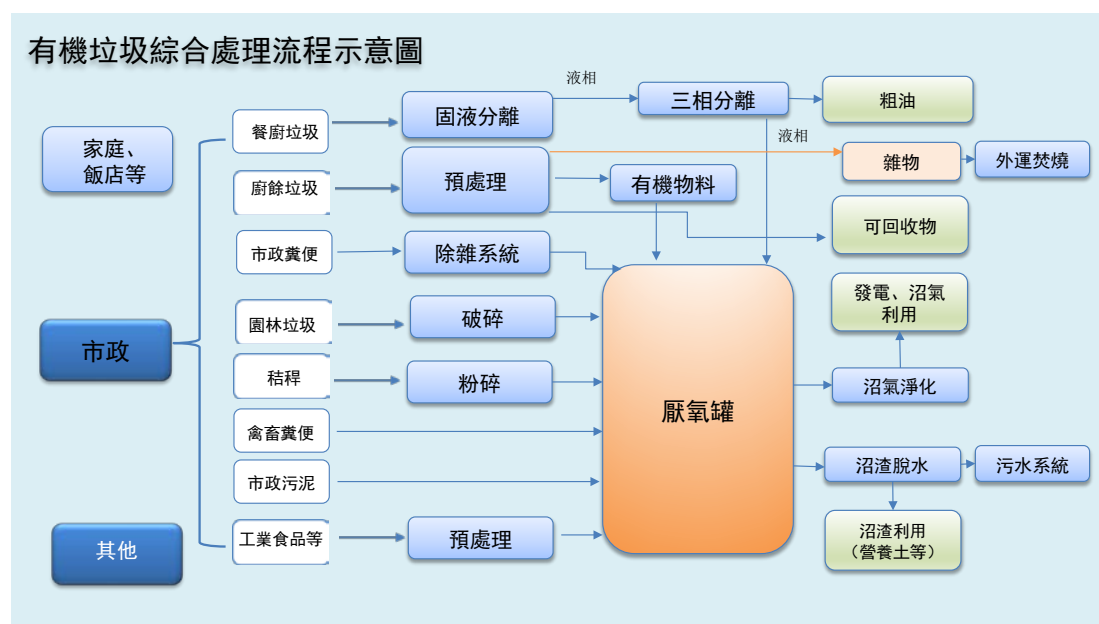 有機垃圾綜合處理流程示意圖
家庭、
飯店等
市政
其他
餐廚垃圾
廚餘垃圾
市政糞便
園林垃圾
秸稈
禽畜糞便
市政污泥
工業食品等
固液分離
預處理
除雜系統
破碎
粉碎
預處理
液相
三相分離
有機物料
厭氧罐
粗油
液相
雜物
外運焚燒
可回收物
發電、沼氣
利用
沼氣淨化
沼渣脫水
污水系統
沼渣利用
（營養土等）